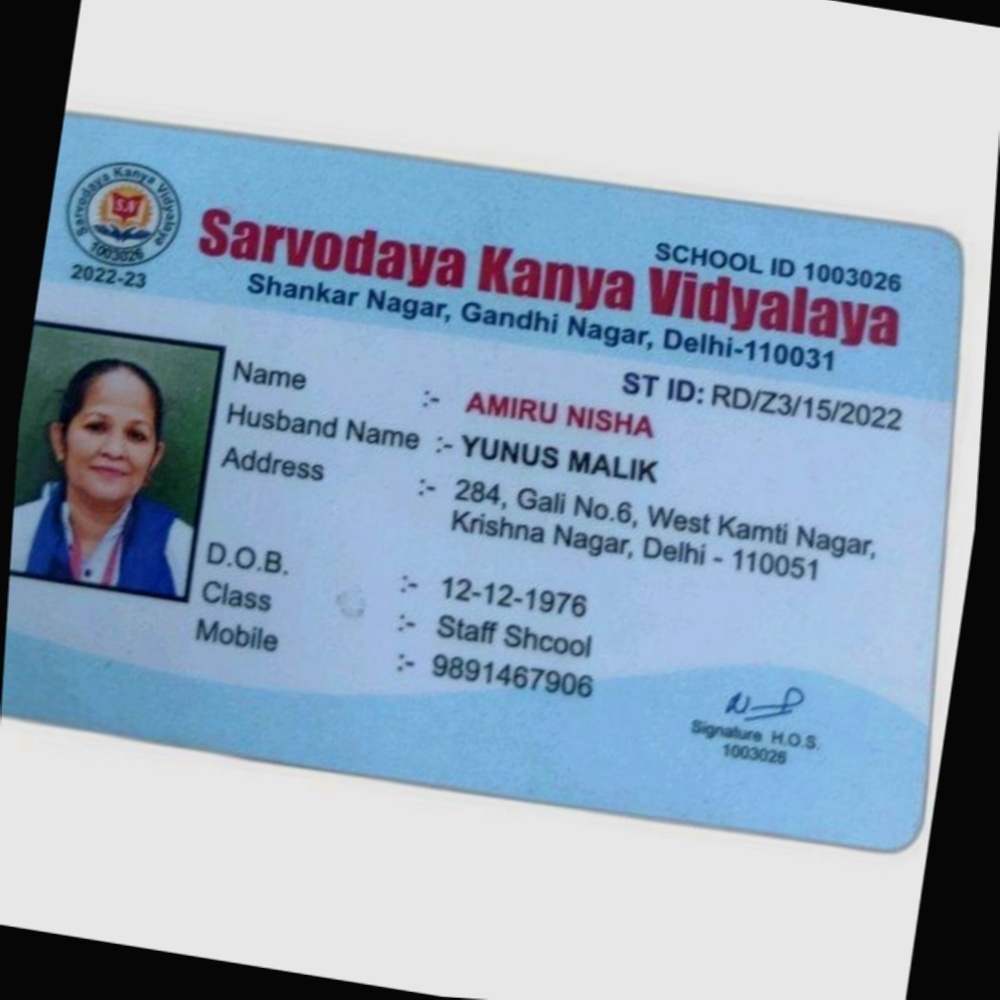 Sarvodaya Kanya Vidyalaya
S.V
1003026
2022-23
SCHOOL ID 1003026
Sarvodaya Kanya Vidyalaya
Shankar Nagar, Gandhi Nagar, Delhi-110031
ST ID: RD/Z3/15/2022
Name :- AMIRU NISHA
Husband Name :- YUNUS MALIK
Address :- 284, Gali No.6, West Kamti Nagar,
Krishna Nagar, Delhi - 110051
D.O.B. :- 12-12-1976
Class :- Staff Shcool
Mobile :- 9891467906
Signature H.O.S.
1003026